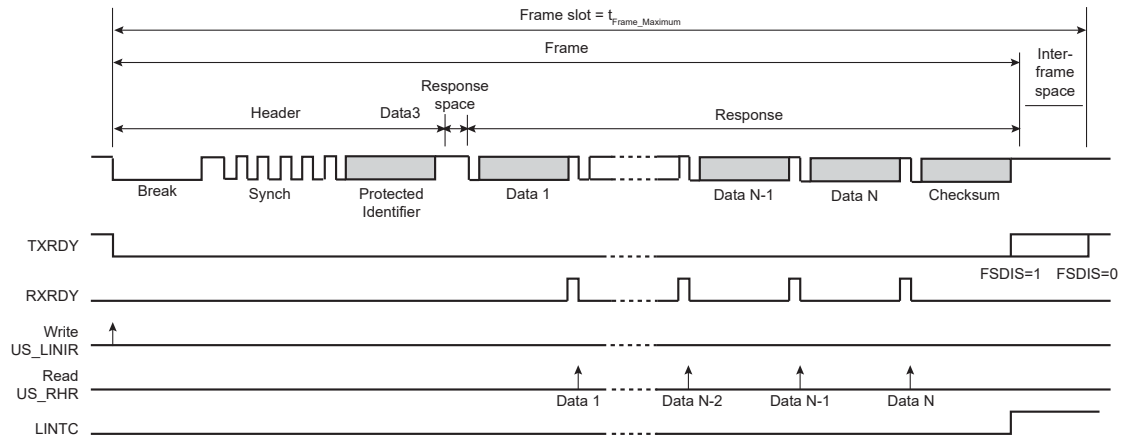 Frame slot = tFrame_Maximum
Frame
Inter-
frame
space
Response
space
Header
Data3
Response
Break
Synch
Protected
Identifier
Data 1
Data N-1
Data N
Checksum
TXRDY
FSDIS=1
FSDIS=0
RXRDY
Write
US_LINIR
Read
US_RHR
Data 1
Data N-2
Data N-1
Data N
LINTC